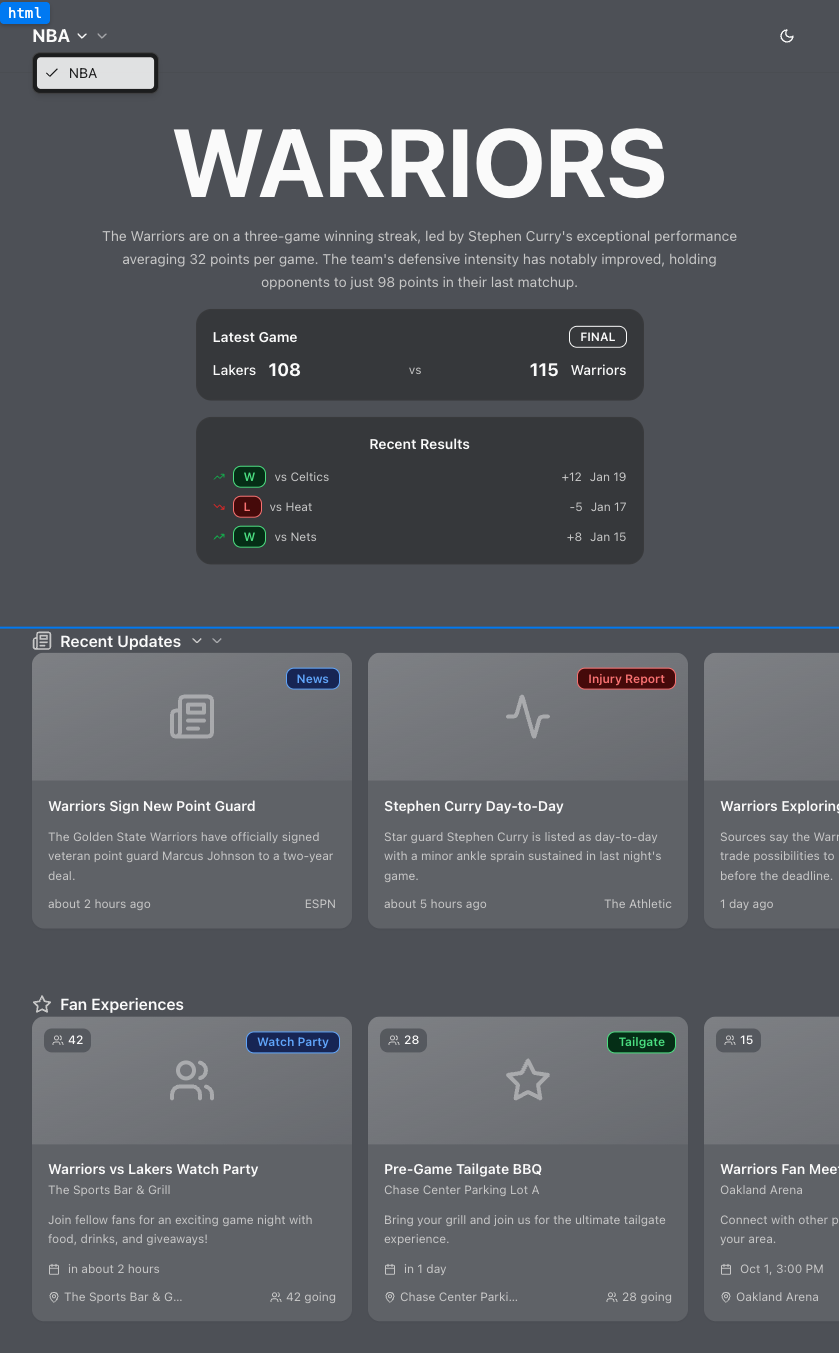 html
NBA
NBA
WARRIORS
The Warriors are on a three-game winning streak, led by Stephen Curry's exceptional performance
averaging 32 points per game. The team's defensive intensity has notably improved, holding
opponents to just 98 points in their last matchup.
Latest Game FINAL
Lakers 108 vs 115 Warriors
Recent Results
W vs Celtics +12 Jan 19
L vs Heat -5 Jan 17
W vs Nets +8 Jan 15
Recent Updates
News
Warriors Sign New Point Guard
The Golden State Warriors have officially signed
veteran point guard Marcus Johnson to a two-year
deal.
about 2 hours ago ESPN
Injury Report
Stephen Curry Day-to-Day
Star guard Stephen Curry is listed as day-to-day
with a minor ankle sprain sustained in last night's
game.
about 5 hours ago The Athletic
Warriors Exploring
Sources say the Warr
trade possibilities to
before the deadline.
1 day ago
Fan Experiences
42 Watch Party
Warriors vs Lakers Watch Party
The Sports Bar & Grill
Join fellow fans for an exciting game night with
food, drinks, and giveaways!
in about 2 hours
The Sports Bar & G... 42 going
28 Tailgate
Pre-Game Tailgate BBQ
Chase Center Parking Lot A
Bring your grill and join us for the ultimate tailgate
experience.
in 1 day
Chase Center Parki... 28 going
15
Warriors Fan Mee
Oakland Arena
Connect with other p
your area.
Oct 1, 3:00 PM
Oakland Arena